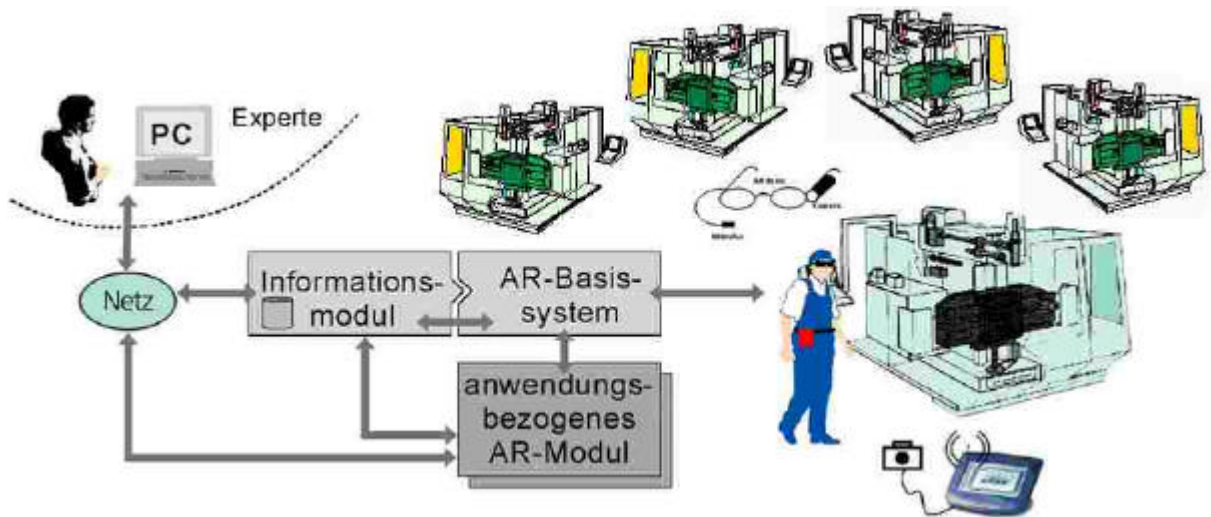 PC
Experte
Netz
Informations-
modul
AR-Basis-
system
anwendungs-
bezogenes
AR-Modul